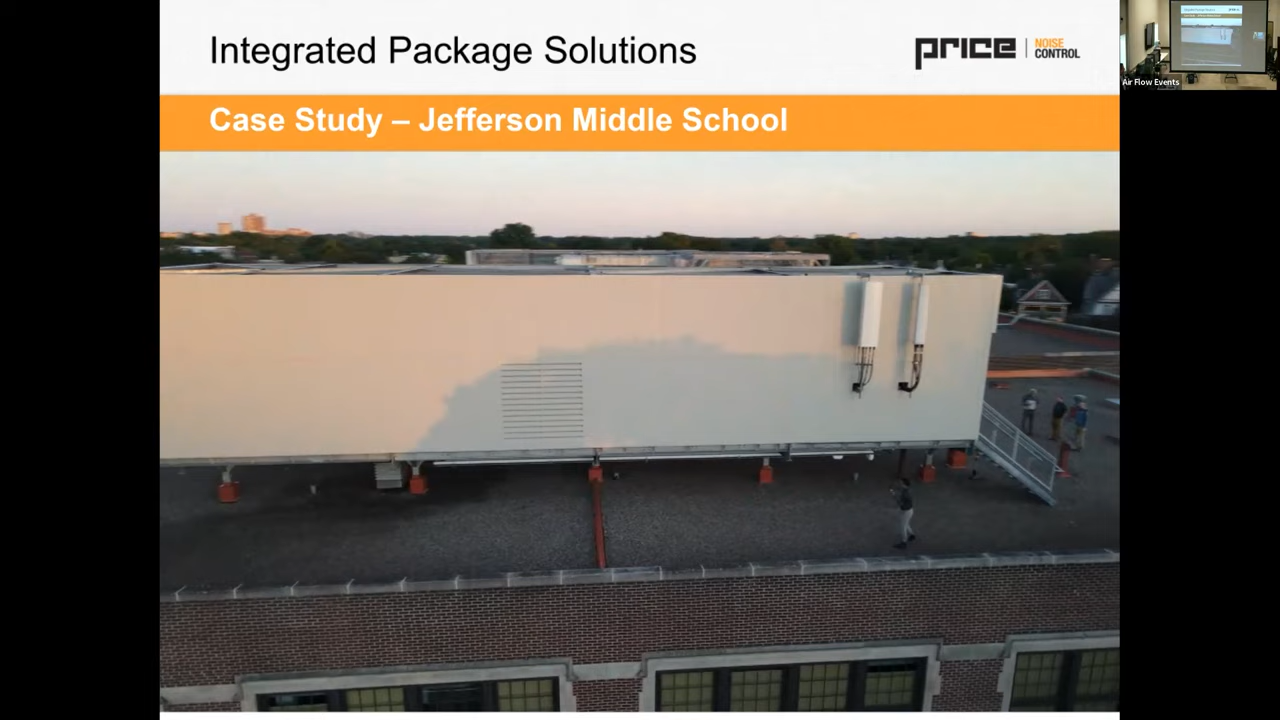 Integrated Package Solutions
PRICE | NOISE CONTROL
Case Study – Jefferson Middle School
Air Flow Events